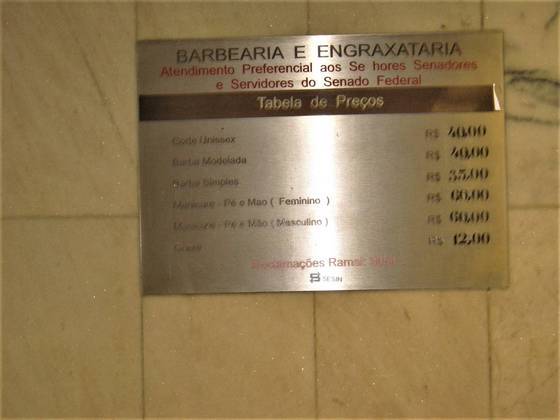 BARBEARIA E ENGRAXATARIA
Atendimento Preferencial aos Se hores Senadores
e Servidores do Senado Federal
Tabela de Preços
Corte Unissex R$ 40,00
Barba Modelada R$ 40,00
Barba Simples R$ 35,00
Manicure - Pé e Mão ( Feminino ) R$ 60,00
Manicure - Pé e Mão ( Masculino ) R$ 60,00
R$ 12,00
Reclamações Ramal:
SESIN